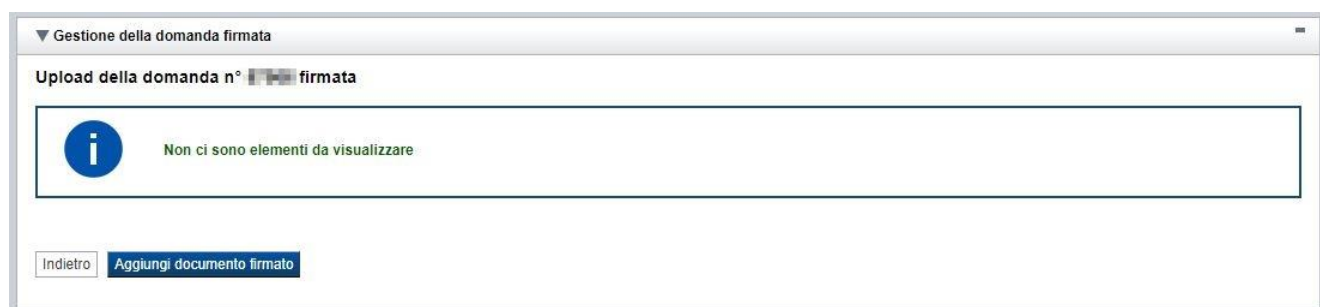 Gestione della domanda firmata
Upload della domanda n° firmata
Non ci sono elementi da visualizzare
Indietro Aggiungi documento firmato